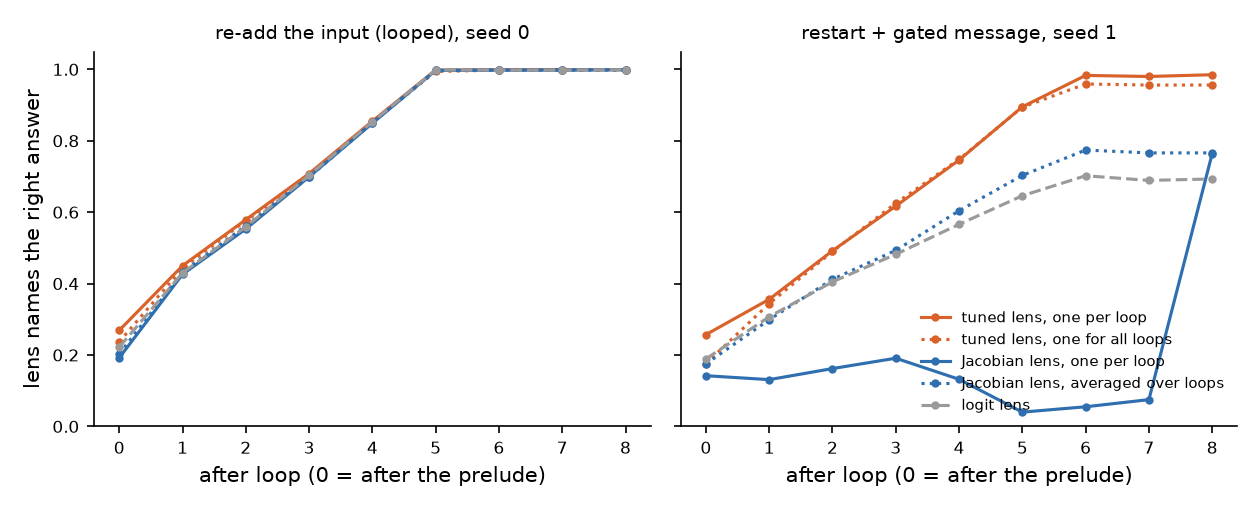 re-add the input (looped), seed 0
restart + gated message, seed 1
lens names the right answer
1.0
0.8
0.6
0.4
0.2
0.0
0 1 2 3 4 5 6 7 8
0 1 2 3 4 5 6 7 8
after loop (0 = after the prelude)
after loop (0 = after the prelude)
tuned lens, one per loop
tuned lens, one for all loops
Jacobian lens, one per loop
Jacobian lens, averaged over loops
logit lens